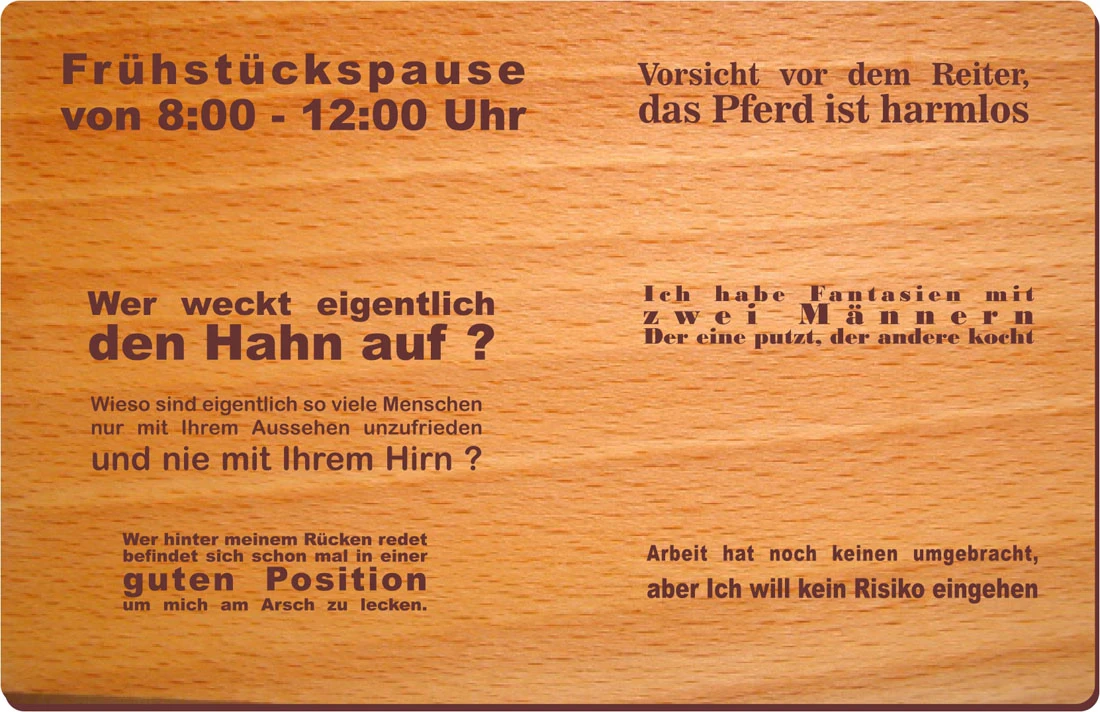 Frühstückspause
von 8:00 - 12:00 Uhr
Vorsicht vor dem Reiter,
das Pferd ist harmlos
Wer weckt eigentlich
den Hahn auf ?
Ich habe Fantasien mit
zwei Männern
Der eine putzt, der andere kocht
Wieso sind eigentlich so viele Menschen
nur mit Ihrem Aussehen unzufrieden
und nie mit Ihrem Hirn ?
Wer hinter meinem Rücken redet
befindet sich schon mal in einer
guten Position
um mich am Arsch zu lecken.
Arbeit hat noch keinen umgebracht,
aber Ich will kein Risiko eingehen